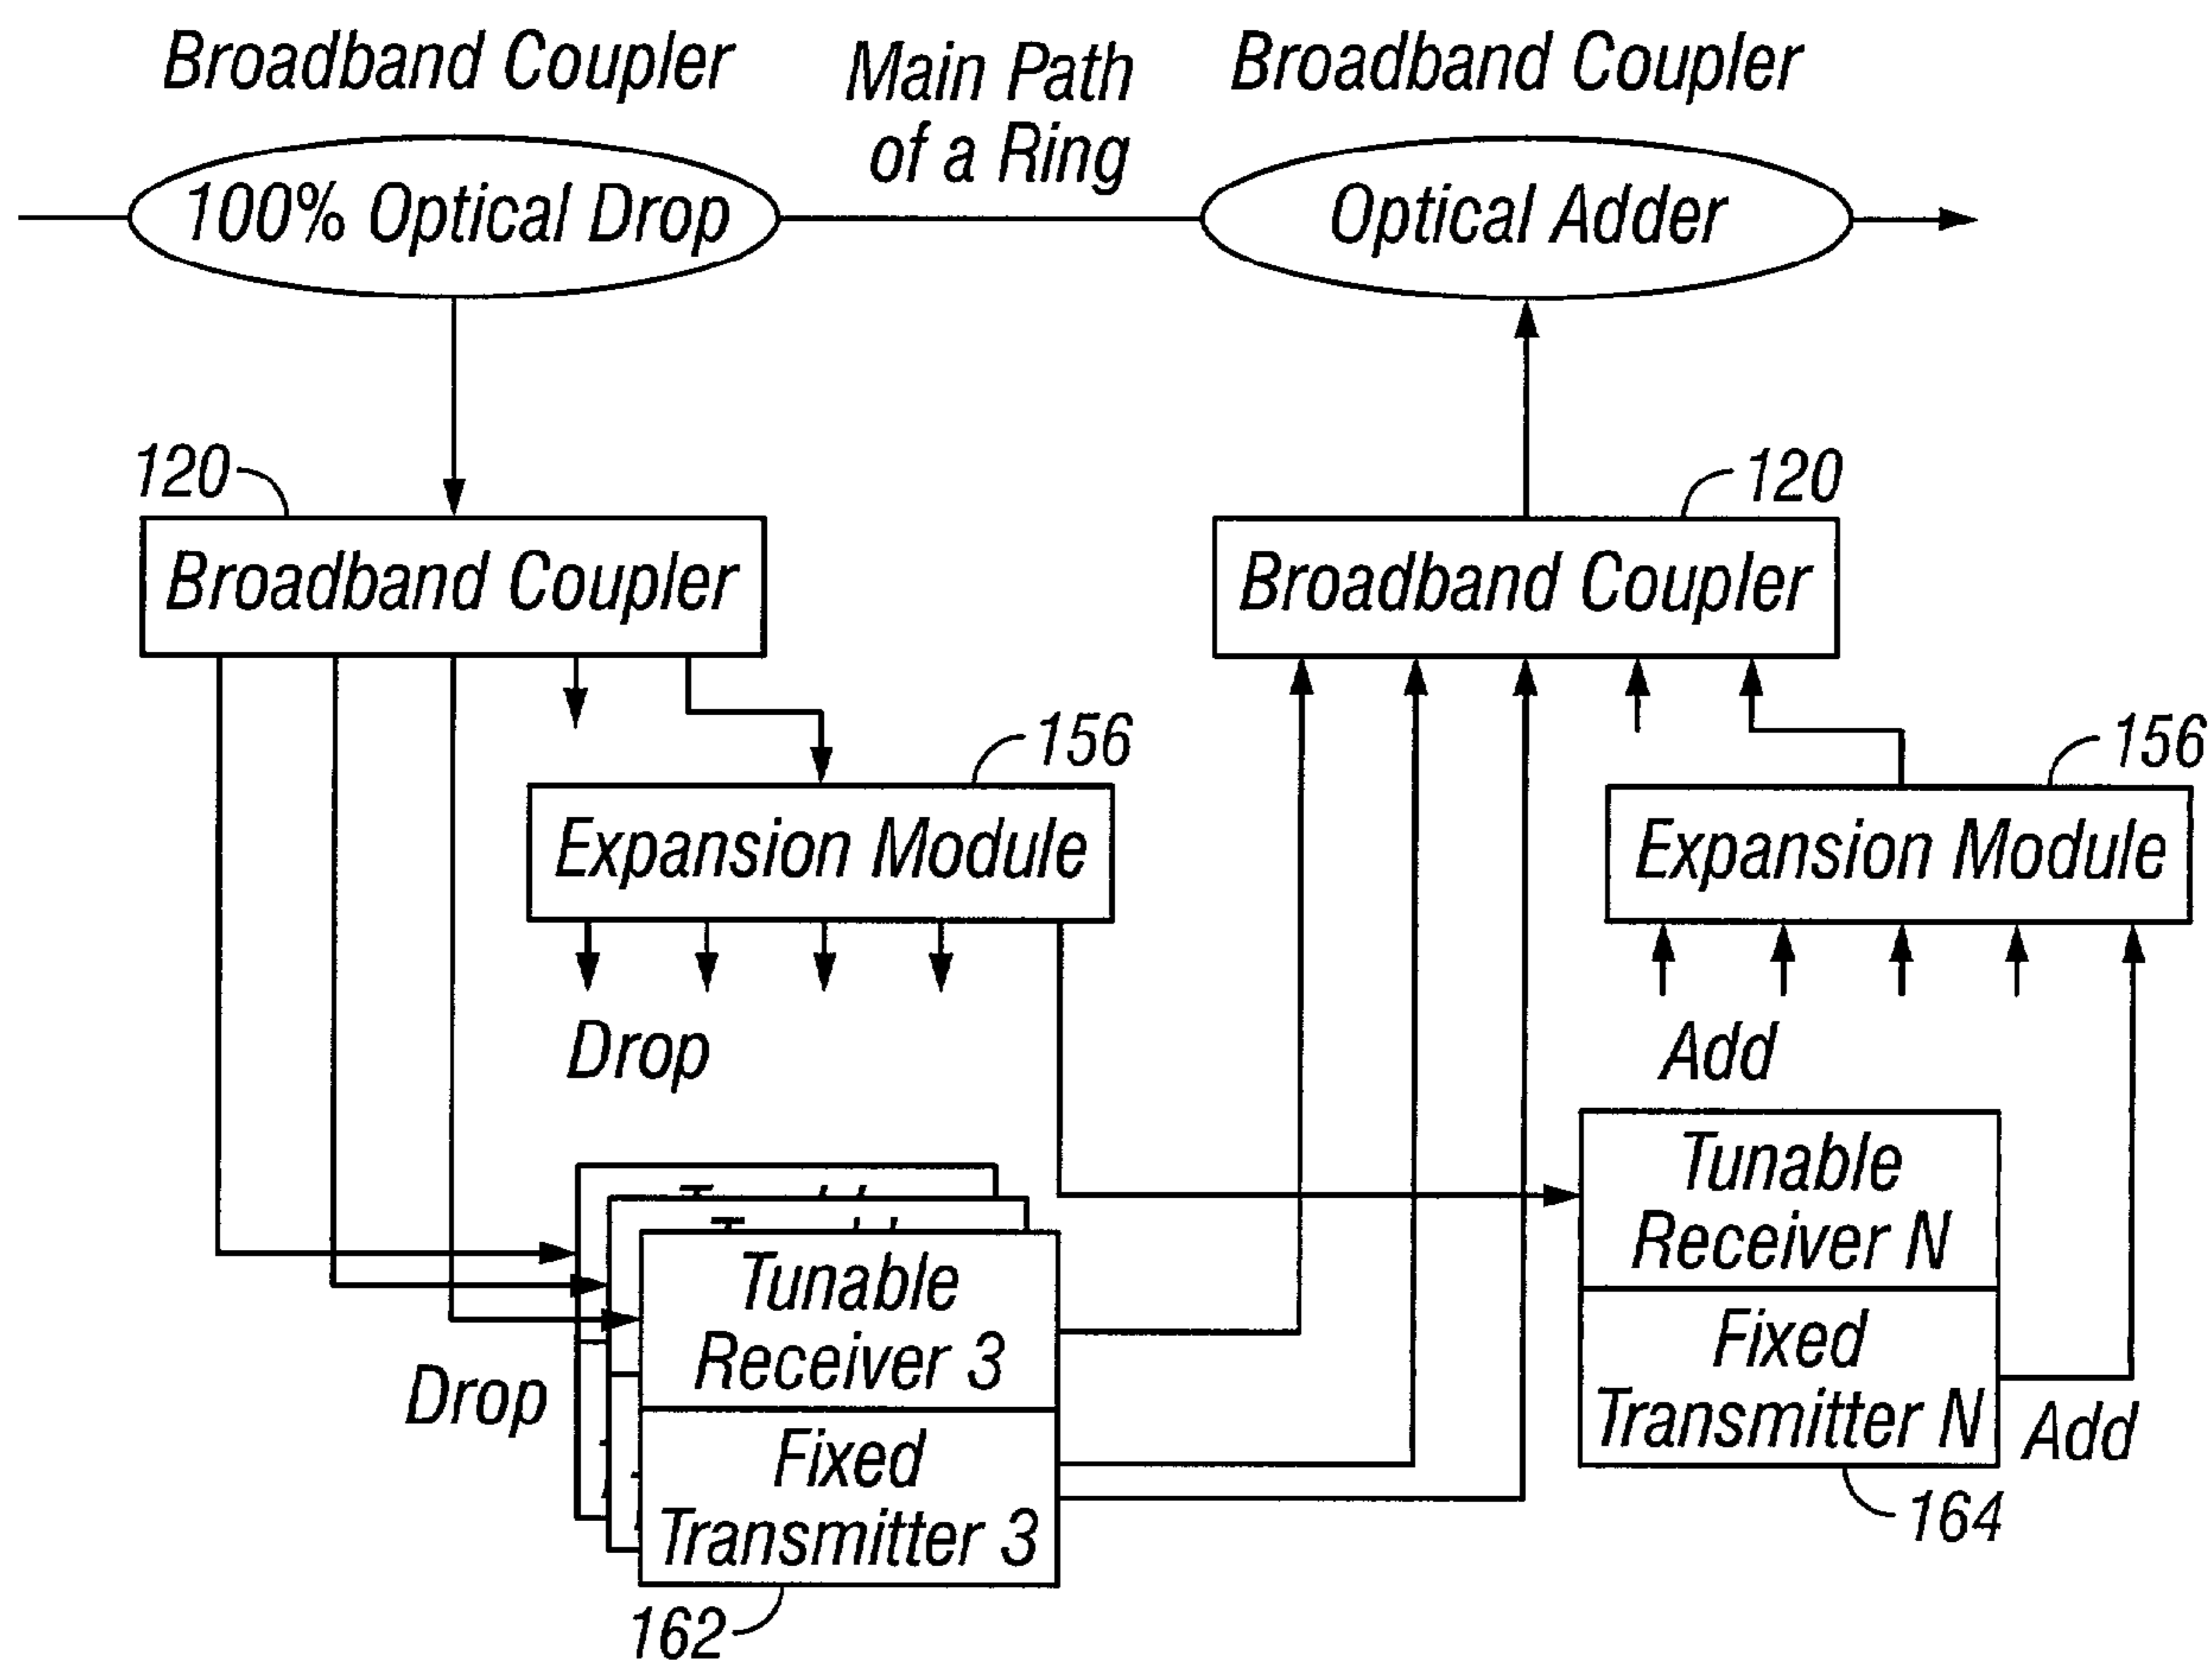 Broadband Coupler
Main Path
of a Ring
Broadband Coupler
100% Optical Drop
Optical Adder
120
120
Broadband Coupler
Broadband Coupler
156
156
Expansion Module
Expansion Module
Drop
Add
Tunable
Receiver N
Fixed
Transmitter N
Tunable
Receiver 3
Fixed
Transmitter 3
Drop
Add
164
162